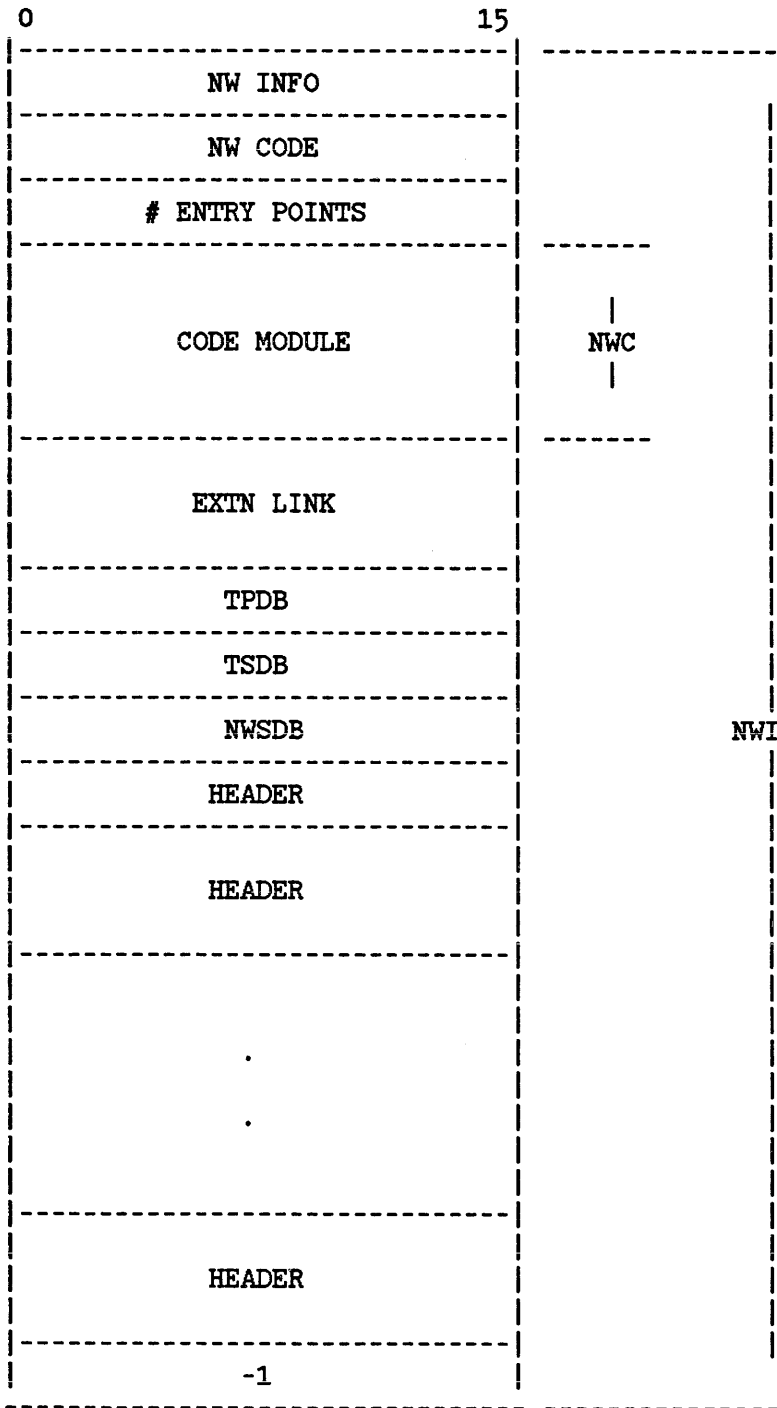 0 15
NW INFO
NW CODE
# ENTRY POINTS
CODE MODULE NWC
EXTN LINK
TPDB
TSDB
NWSDB NWI
HEADER
HEADER
.
.
HEADER
-1